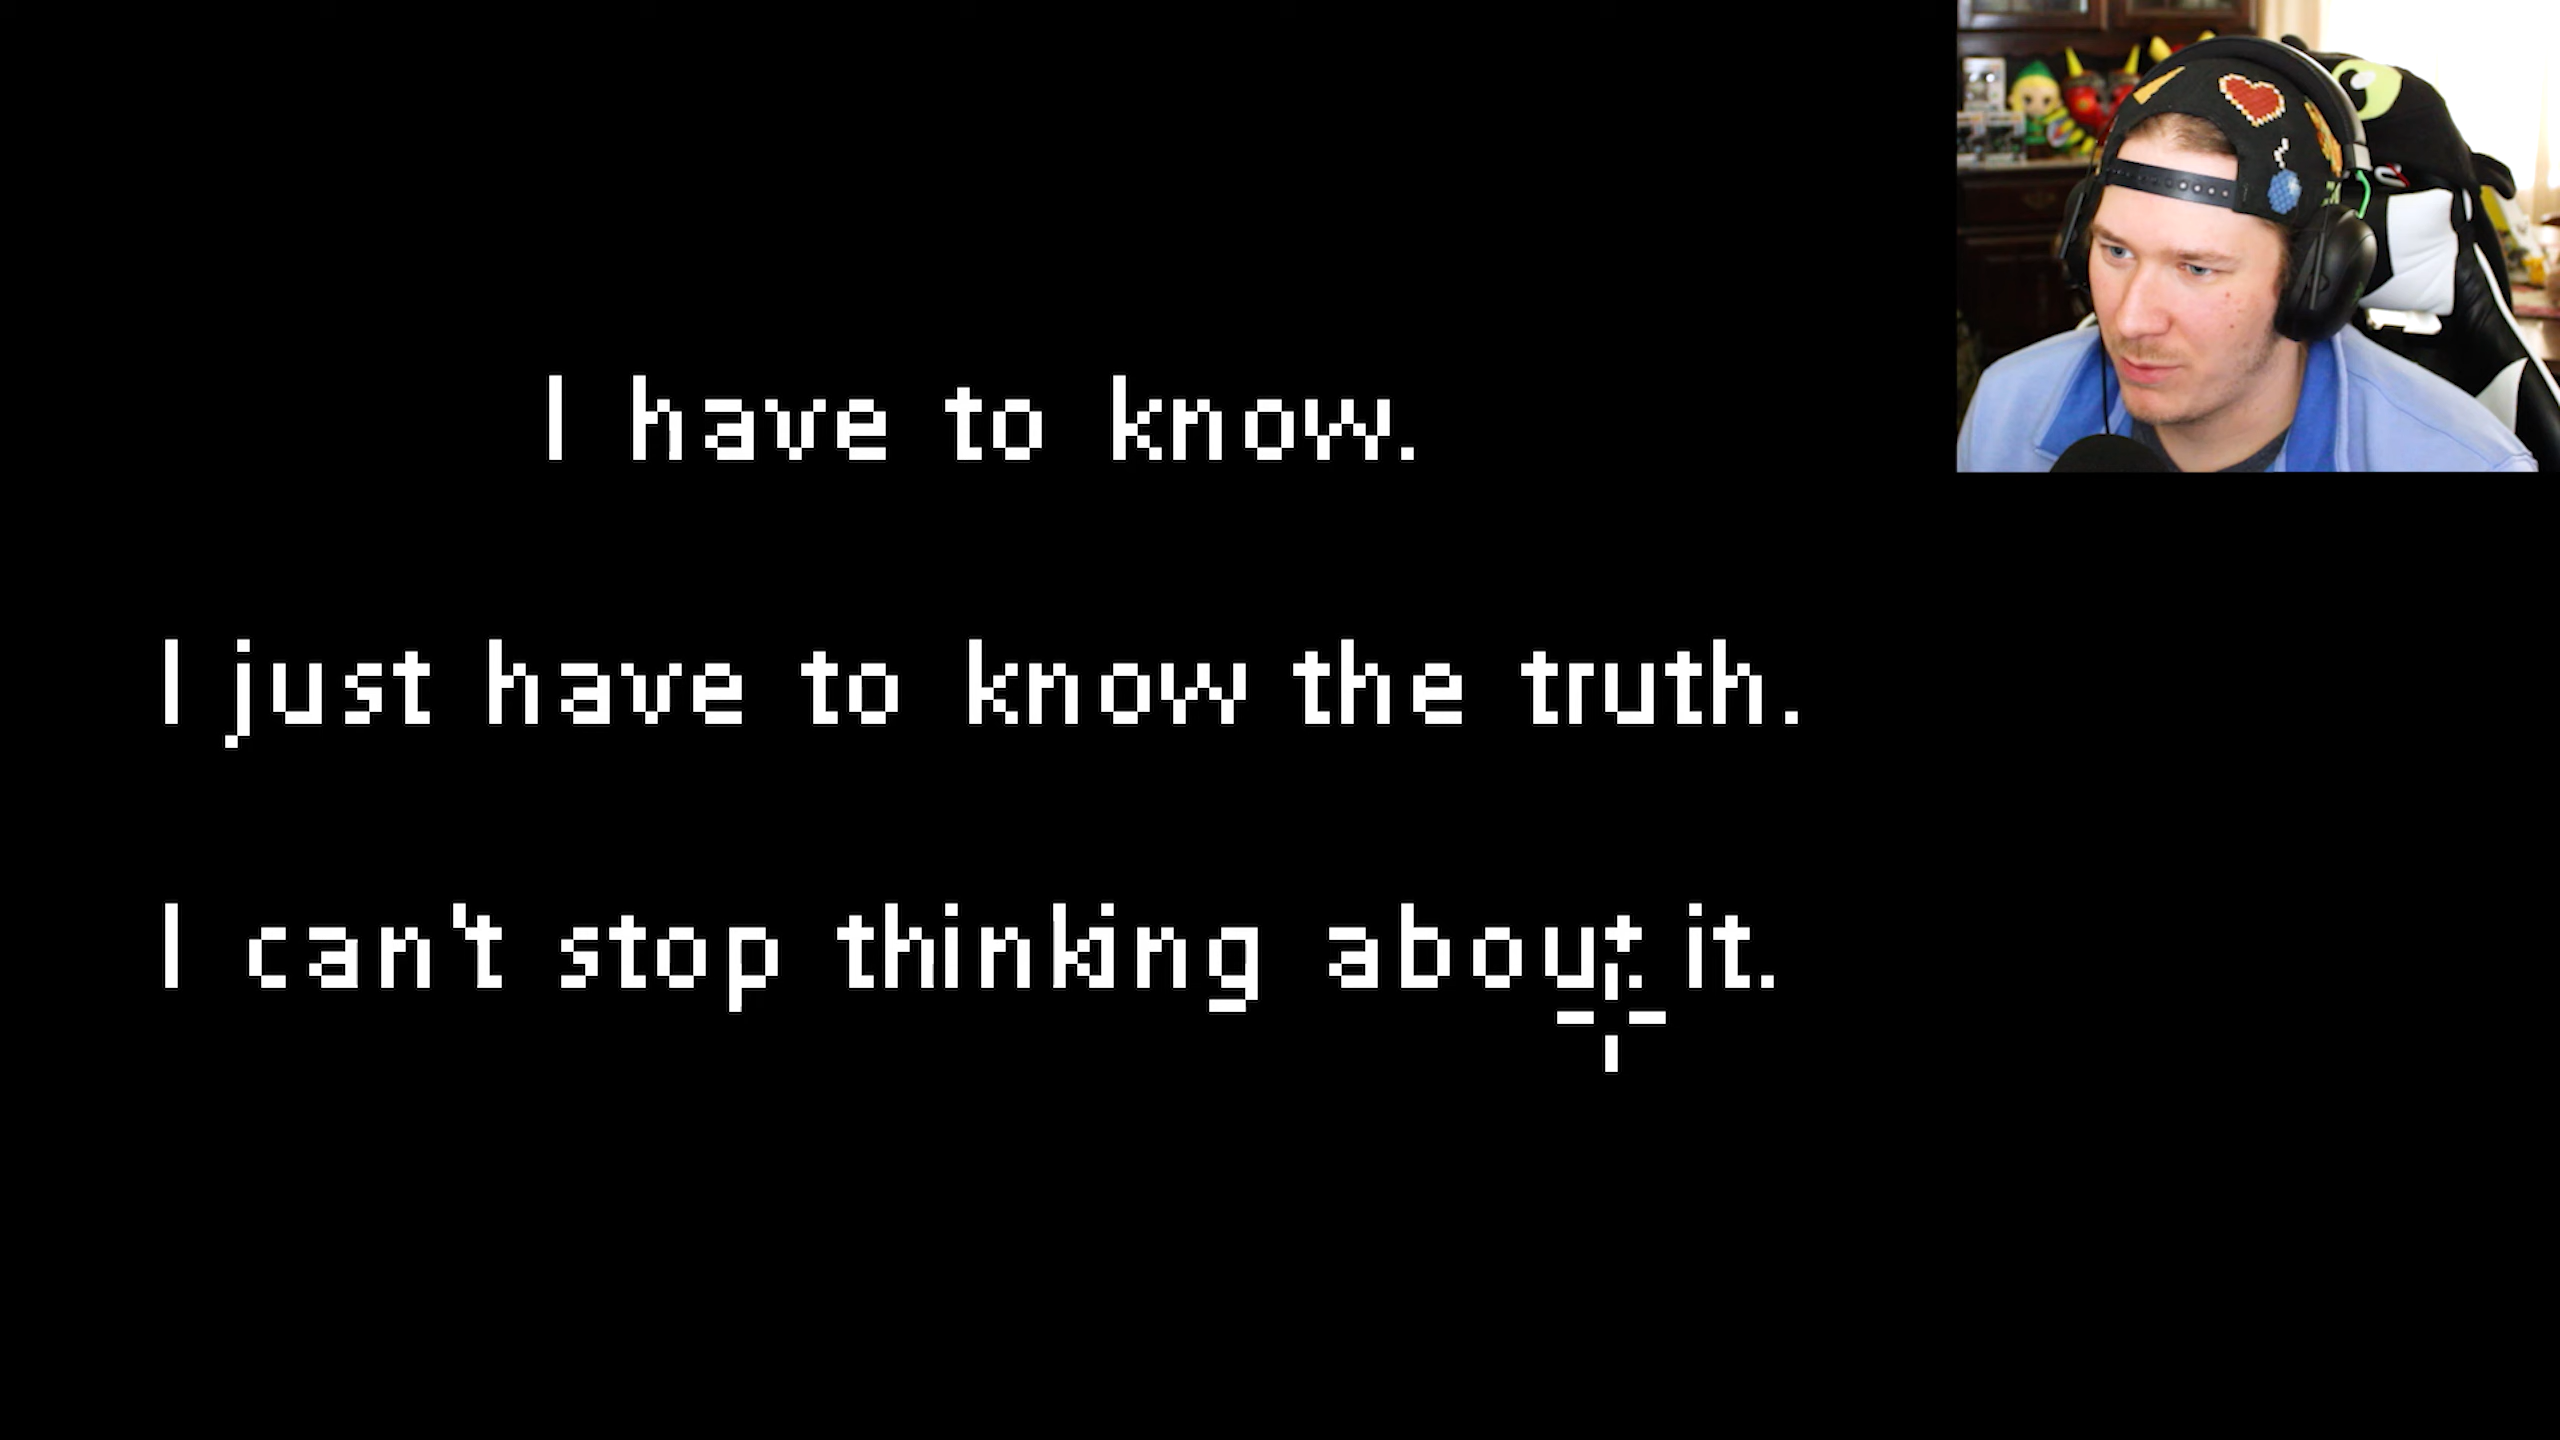 I have to know.
I just have to know the truth.
I can't stop thinking about it.